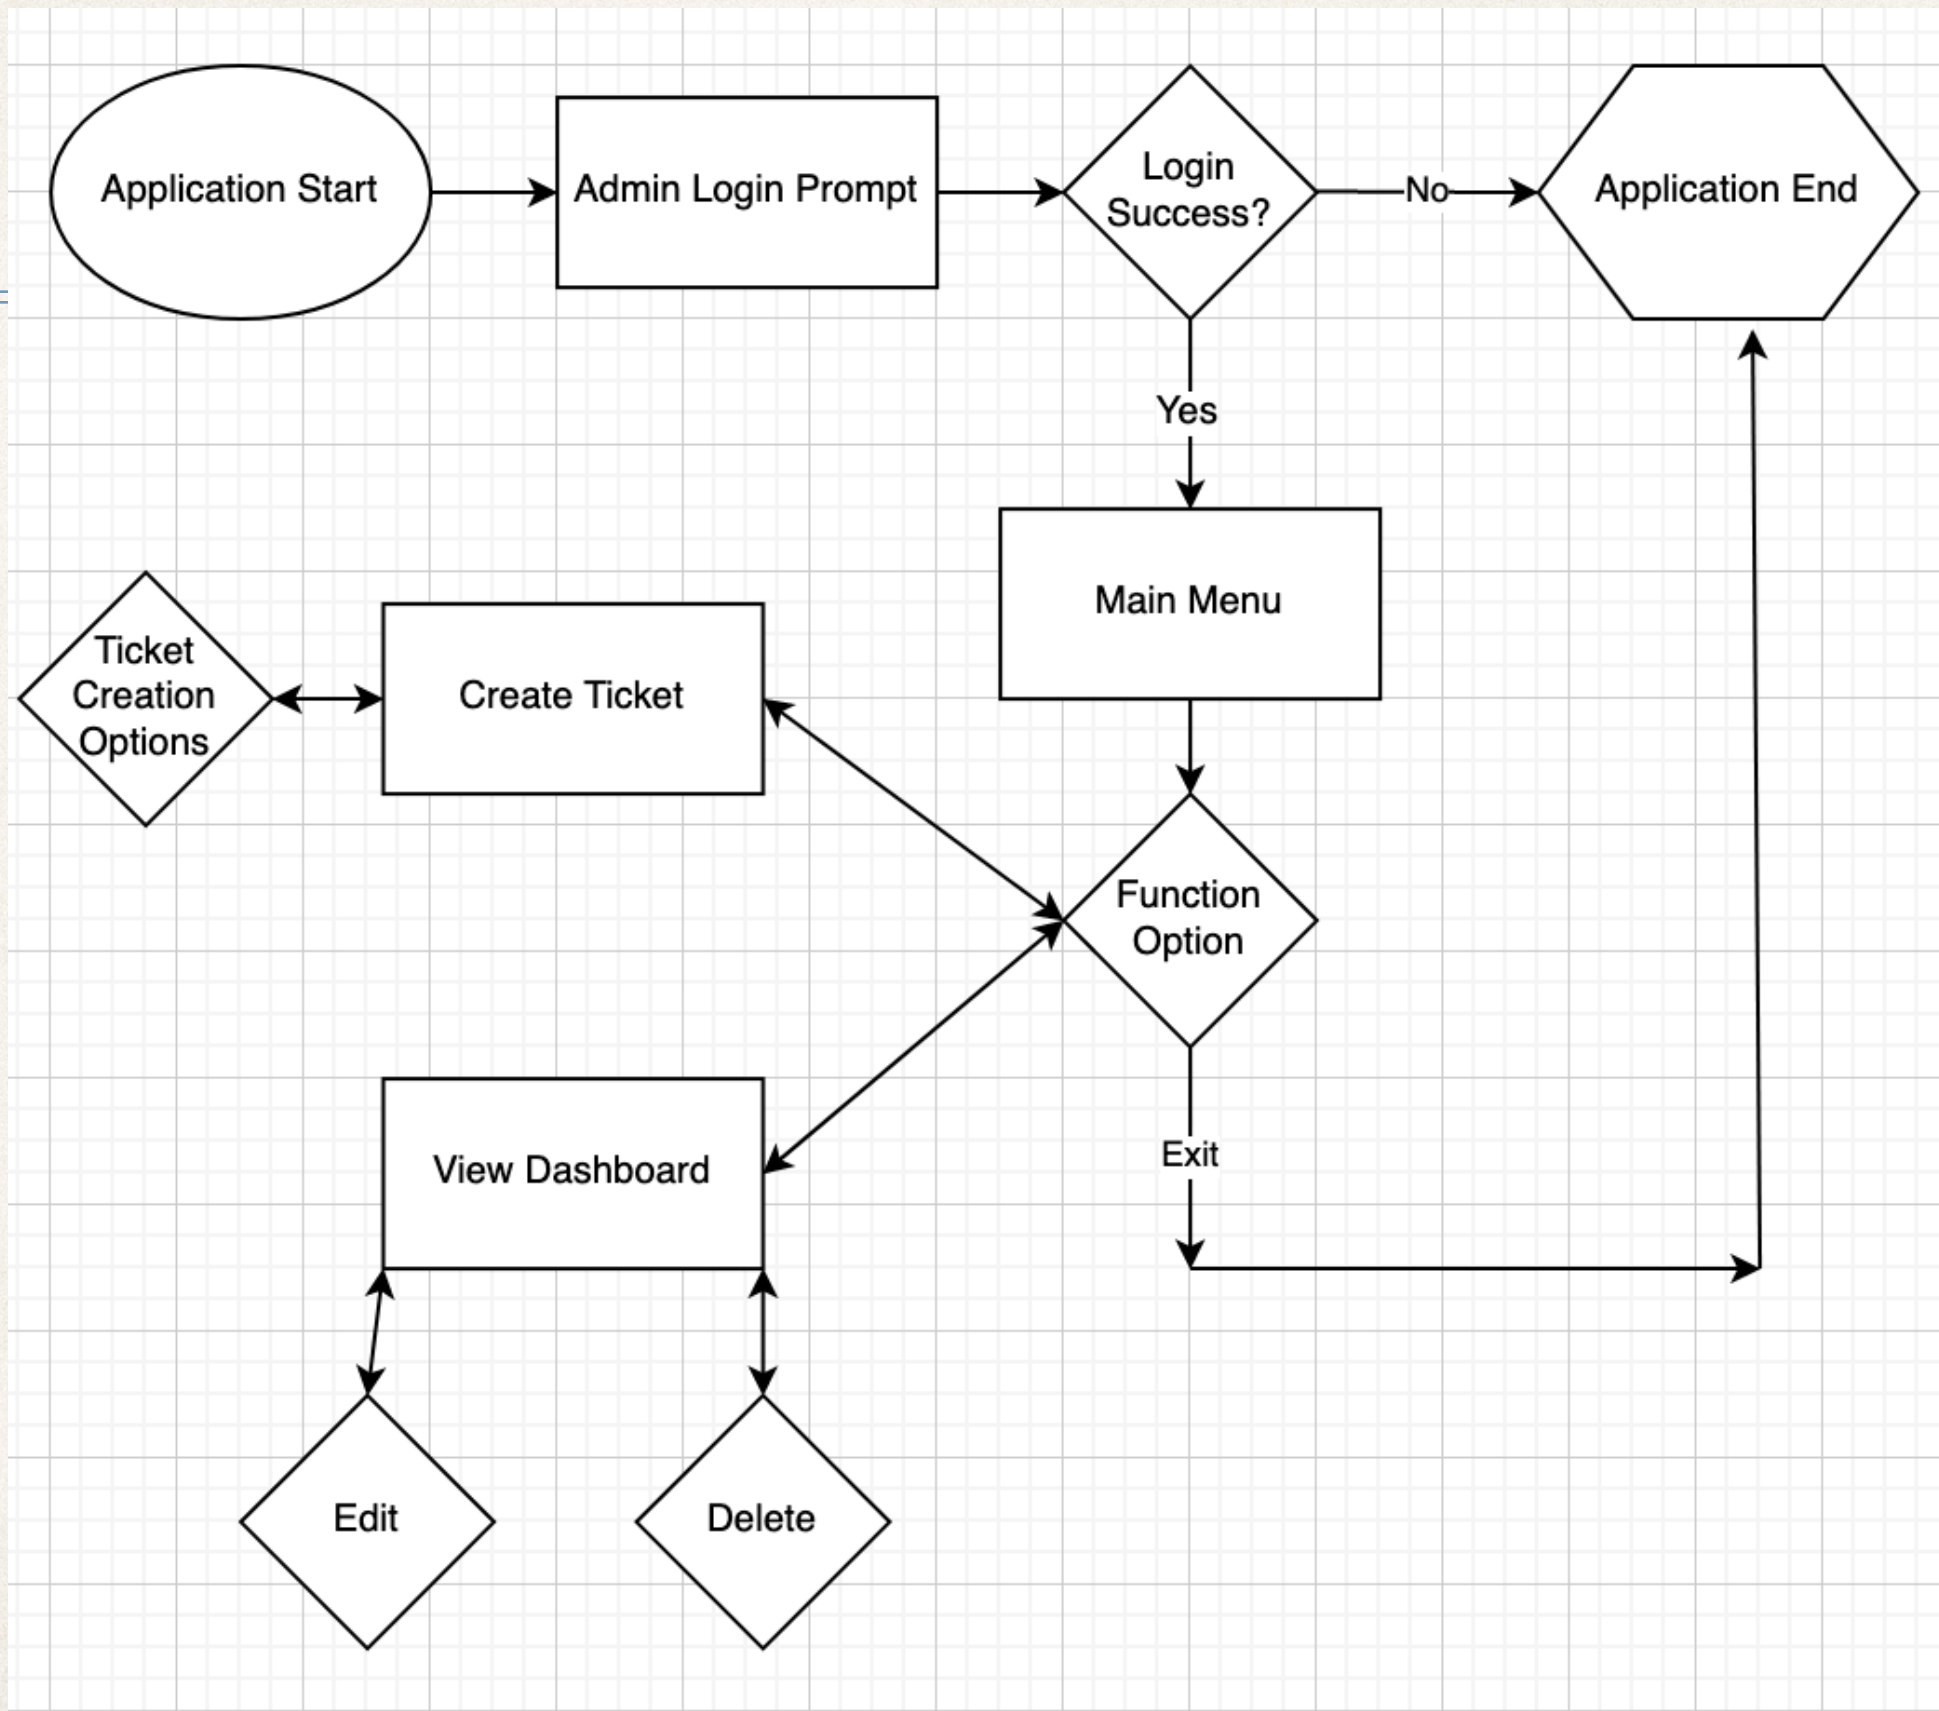 Application Start
Admin Login Prompt
Login
Success?
No
Application End
Yes
Main Menu
Ticket
Creation
Options
Create Ticket
Function
Option
View Dashboard
Exit
Edit
Delete